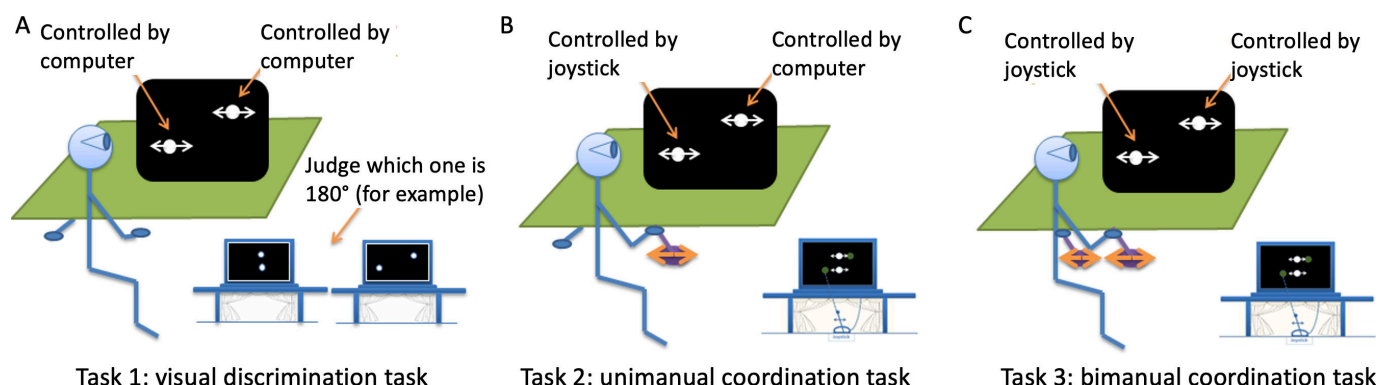 A
Controlled by
computer
Controlled by
computer
Judge which one is
180° (for example)
Task 1: visual discrimination task
B
Controlled by
joystick
Controlled by
computer
Joystick
Task 2: unimanual coordination task
C
Controlled by
joystick
Controlled by
joystick
Joystick
Task 3: bimanual coordination task